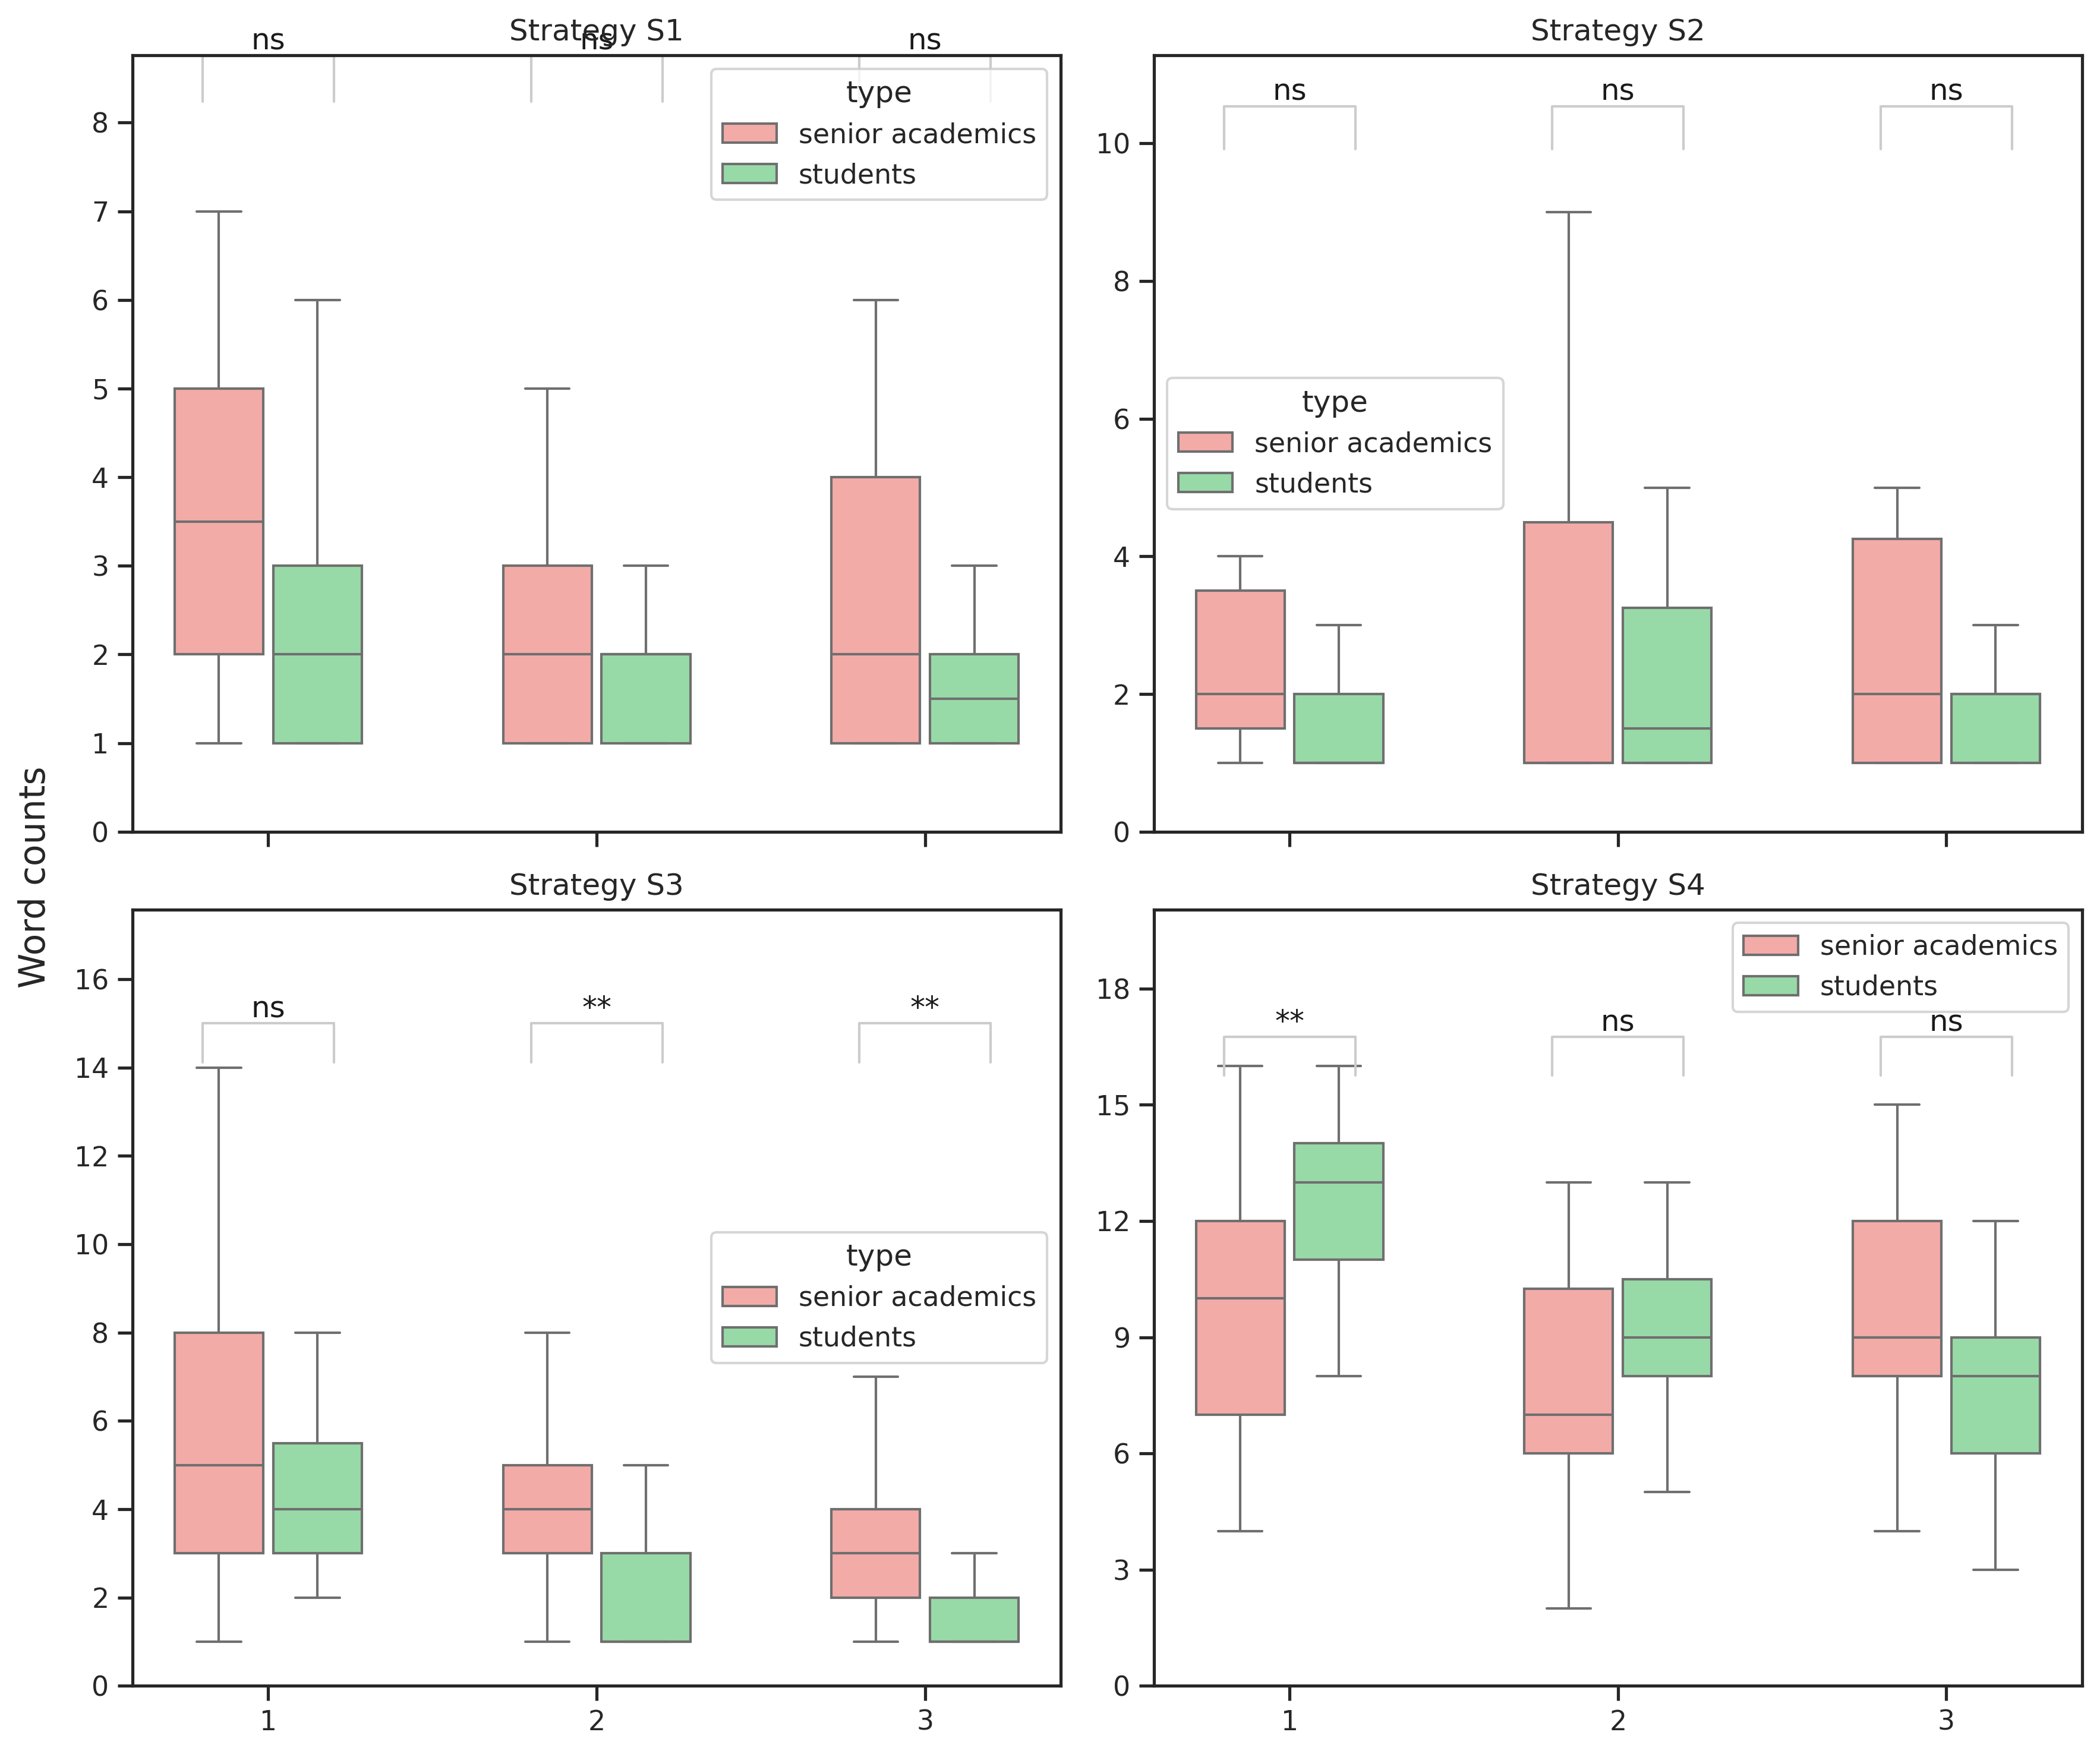 Word counts
Strategy S1
ns
ns
ns
type
senior academics
students
8
7
6
5
4
3
2
1
0
Strategy S2
ns
ns
ns
type
senior academics
students
10
8
6
4
2
0
Strategy S3
ns
**
**
type
senior academics
students
16
14
12
10
8
6
4
2
0
1
2
3
Strategy S4
senior academics
students
**
ns
ns
18
15
12
9
6
3
0
1
2
3